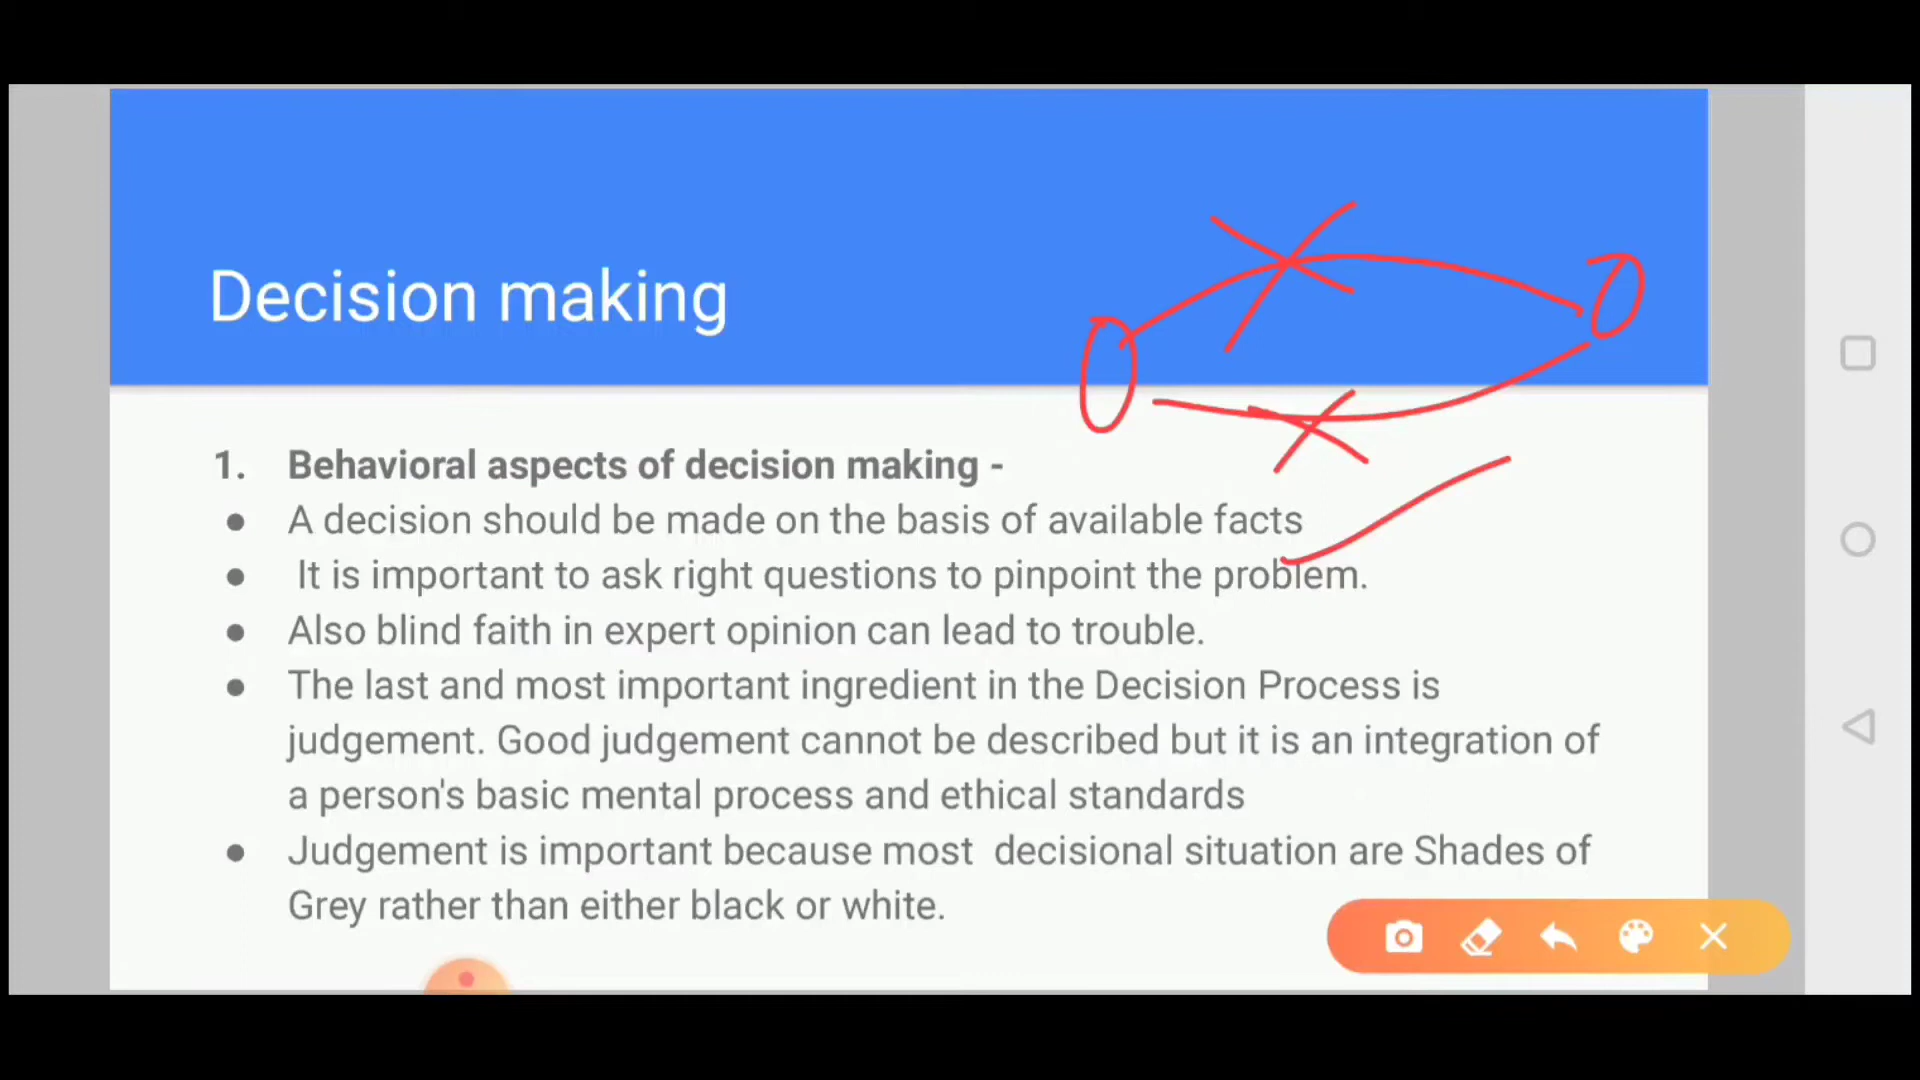 Decision making
1. Behavioral aspects of decision making -
● A decision should be made on the basis of available facts
● It is important to ask right questions to pinpoint the problem.
● Also blind faith in expert opinion can lead to trouble.
● The last and most important ingredient in the Decision Process is
judgement. Good judgement cannot be described but it is an integration of
a person's basic mental process and ethical standards
● Judgement is important because most  decisional situation are Shades of
Grey rather than either black or white.